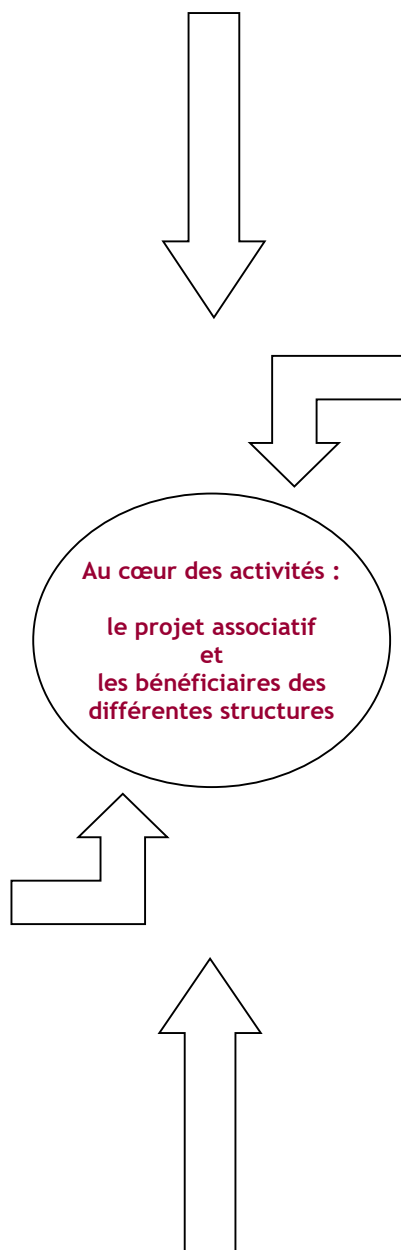 Au cœur des activités :
le projet associatif
et
les bénéficiaires des
différentes structures